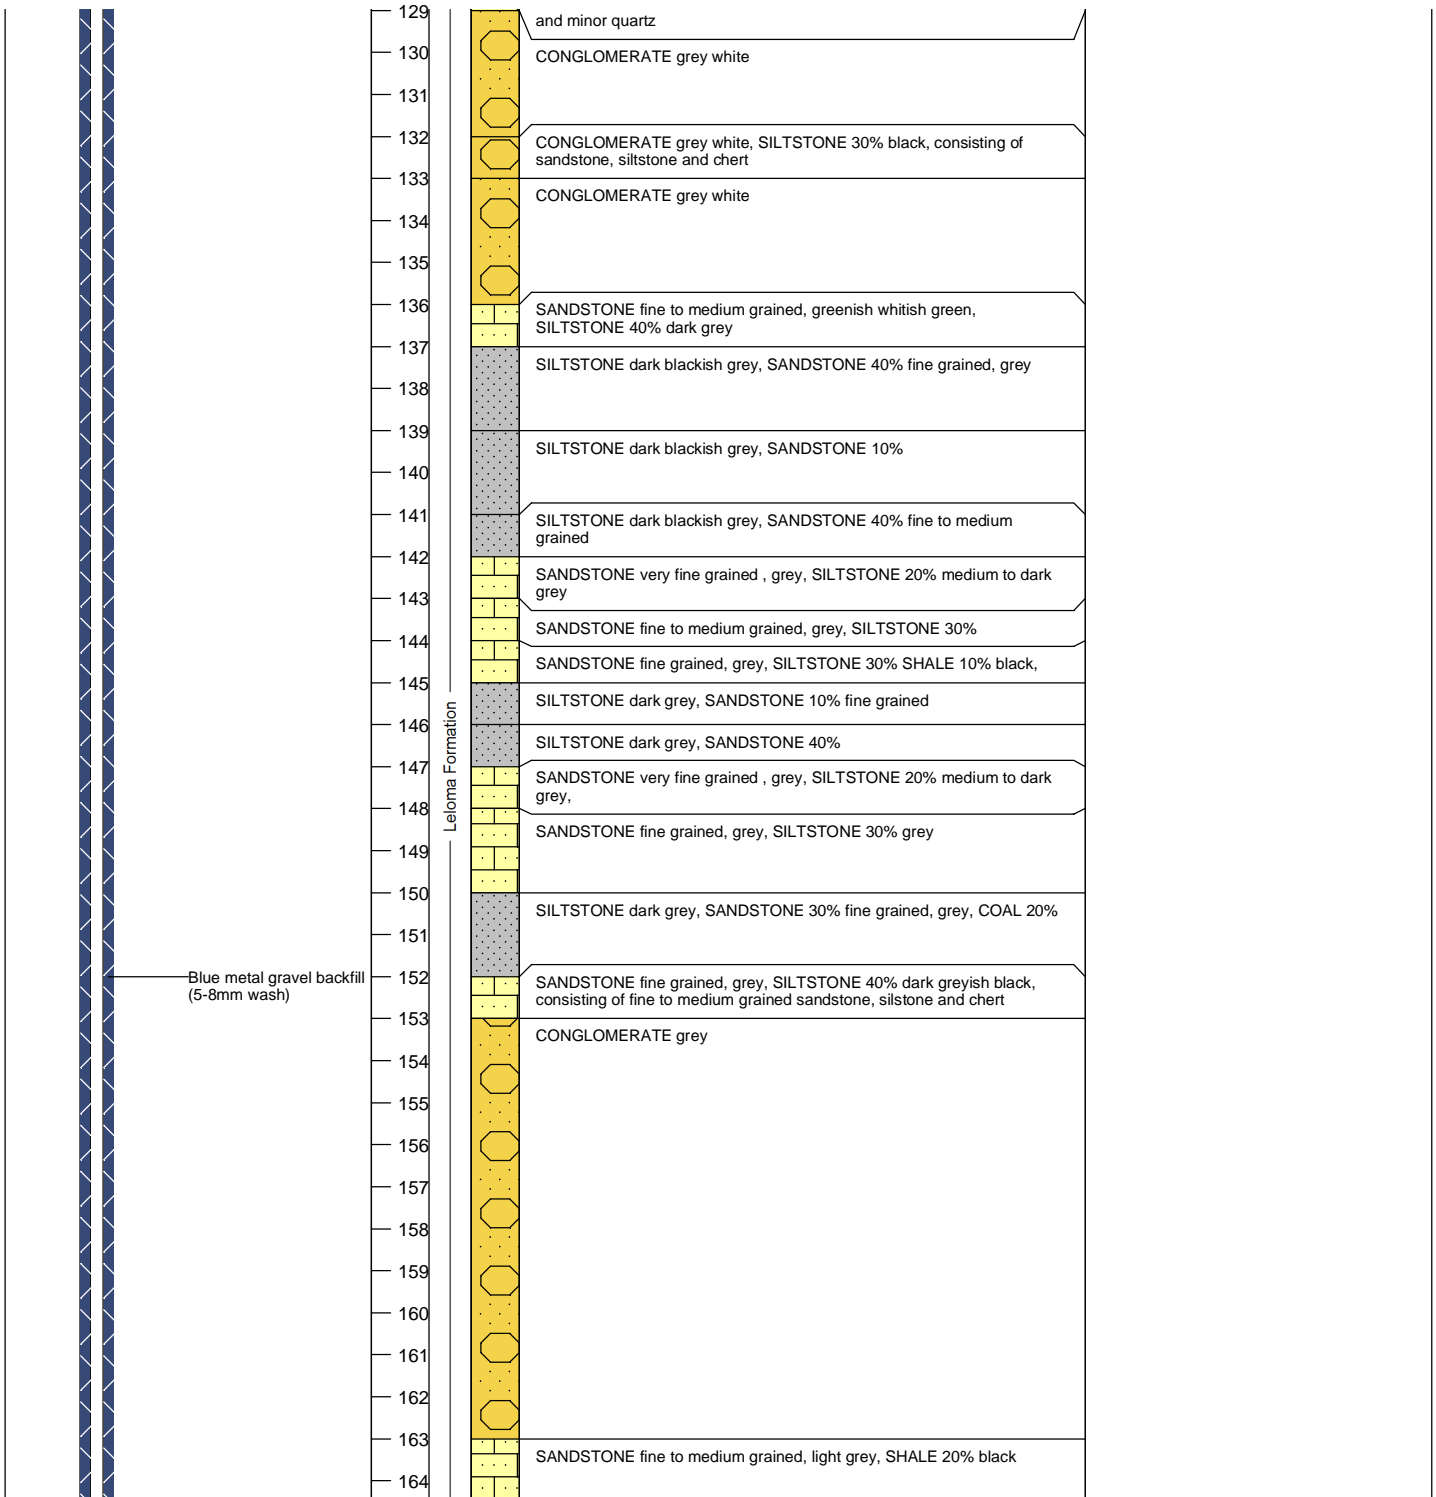 129
and minor quartz
130
CONGLOMERATE grey white
131
132
CONGLOMERATE grey white, SILTSTONE 30% black, consisting of
sandstone, siltstone and chert
133
CONGLOMERATE grey white
134
135
136
SANDSTONE fine to medium grained, greenish whitish green,
SILTSTONE 40% dark grey
137
SILTSTONE dark blackish grey, SANDSTONE 40% fine grained, grey
138
139
SILTSTONE dark blackish grey, SANDSTONE 10%
140
141
SILTSTONE dark blackish grey, SANDSTONE 40% fine to medium
grained
142
SANDSTONE very fine grained , grey, SILTSTONE 20% medium to dark
grey
143
SANDSTONE fine to medium grained, grey, SILTSTONE 30%
144
SANDSTONE fine grained, grey, SILTSTONE 30% SHALE 10% black,
145
SILTSTONE dark grey, SANDSTONE 10% fine grained
146
SILTSTONE dark grey, SANDSTONE 40%
Leloma Formation
147
SANDSTONE very fine grained , grey, SILTSTONE 20% medium to dark
grey,
148
SANDSTONE fine grained, grey, SILTSTONE 30% grey
149
150
SILTSTONE dark grey, SANDSTONE 30% fine grained, grey, COAL 20%
151
Blue metal gravel backfill
(5-8mm wash)
152
SANDSTONE fine grained, grey, SILTSTONE 40% dark greyish black,
consisting of fine to medium grained sandstone, silstone and chert
153
CONGLOMERATE grey
154
155
156
157
158
159
160
161
162
163
SANDSTONE fine to medium grained, light grey, SHALE 20% black
164